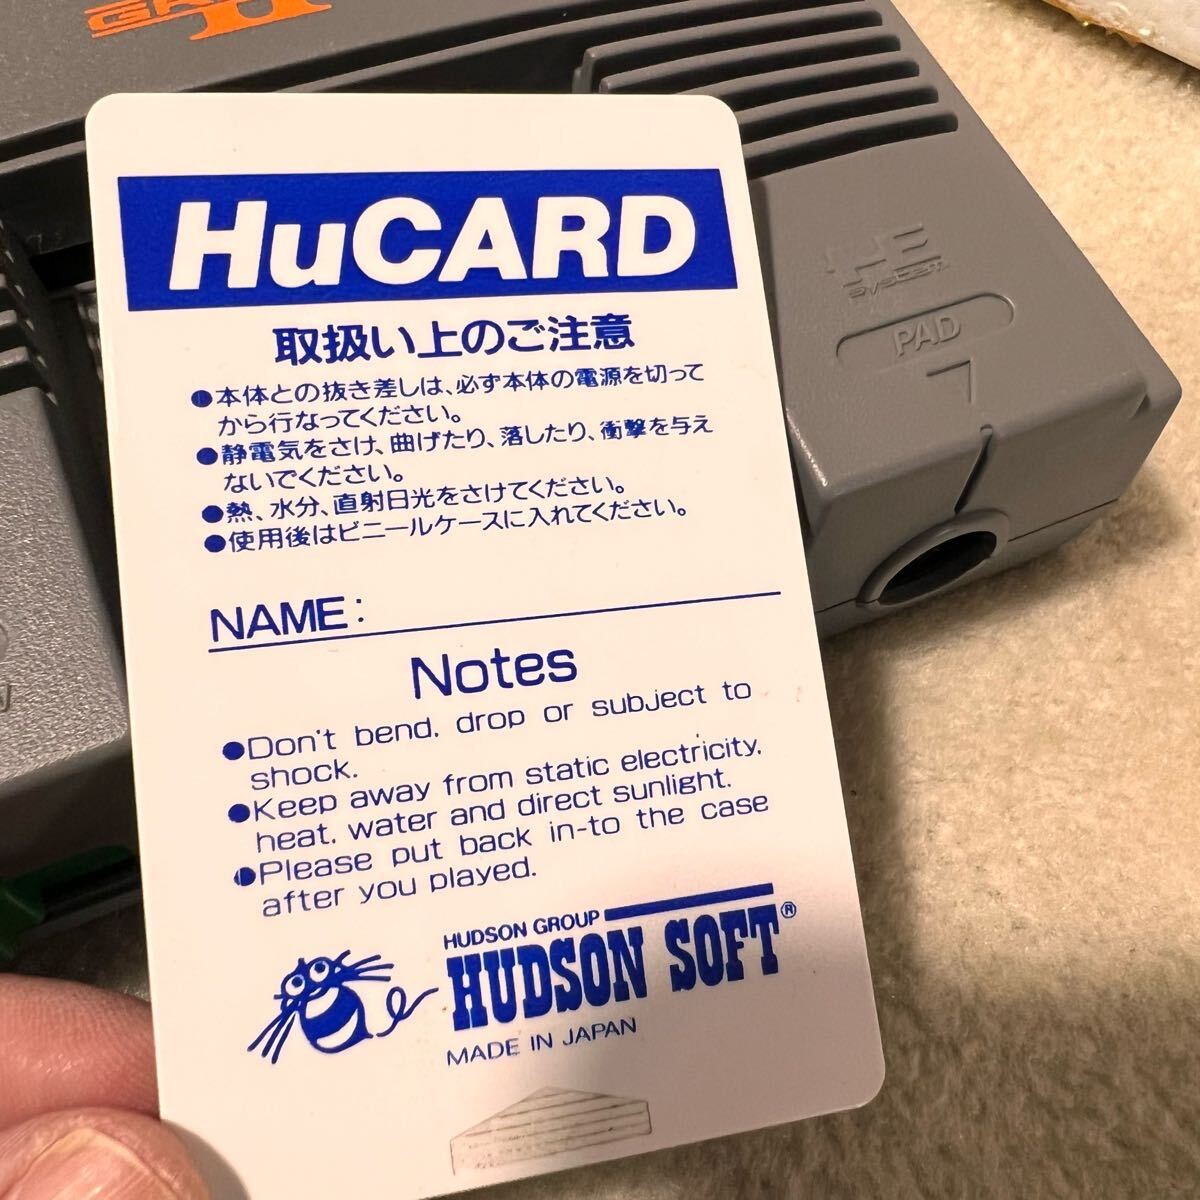 II
HuCARD
取扱い上のご注意
●本体との抜き差しは、必ず本体の電源を切って
から行なってください。
●静電気をさけ、曲げたり、落したり、衝撃を与え
ないでください。
●熱、水分、直射日光をさけてください。
●使用後はビニールケースに入れてください。
NAME:
Notes
●Don't bend, drop or subject to
shock.
●Keep away from static electricity,
heat, water and direct sunlight.
●Please put back in-to the case
after you played.
HUDSON GROUP
HUDSON SOFT®
MADE IN JAPAN
HE
system
PAD